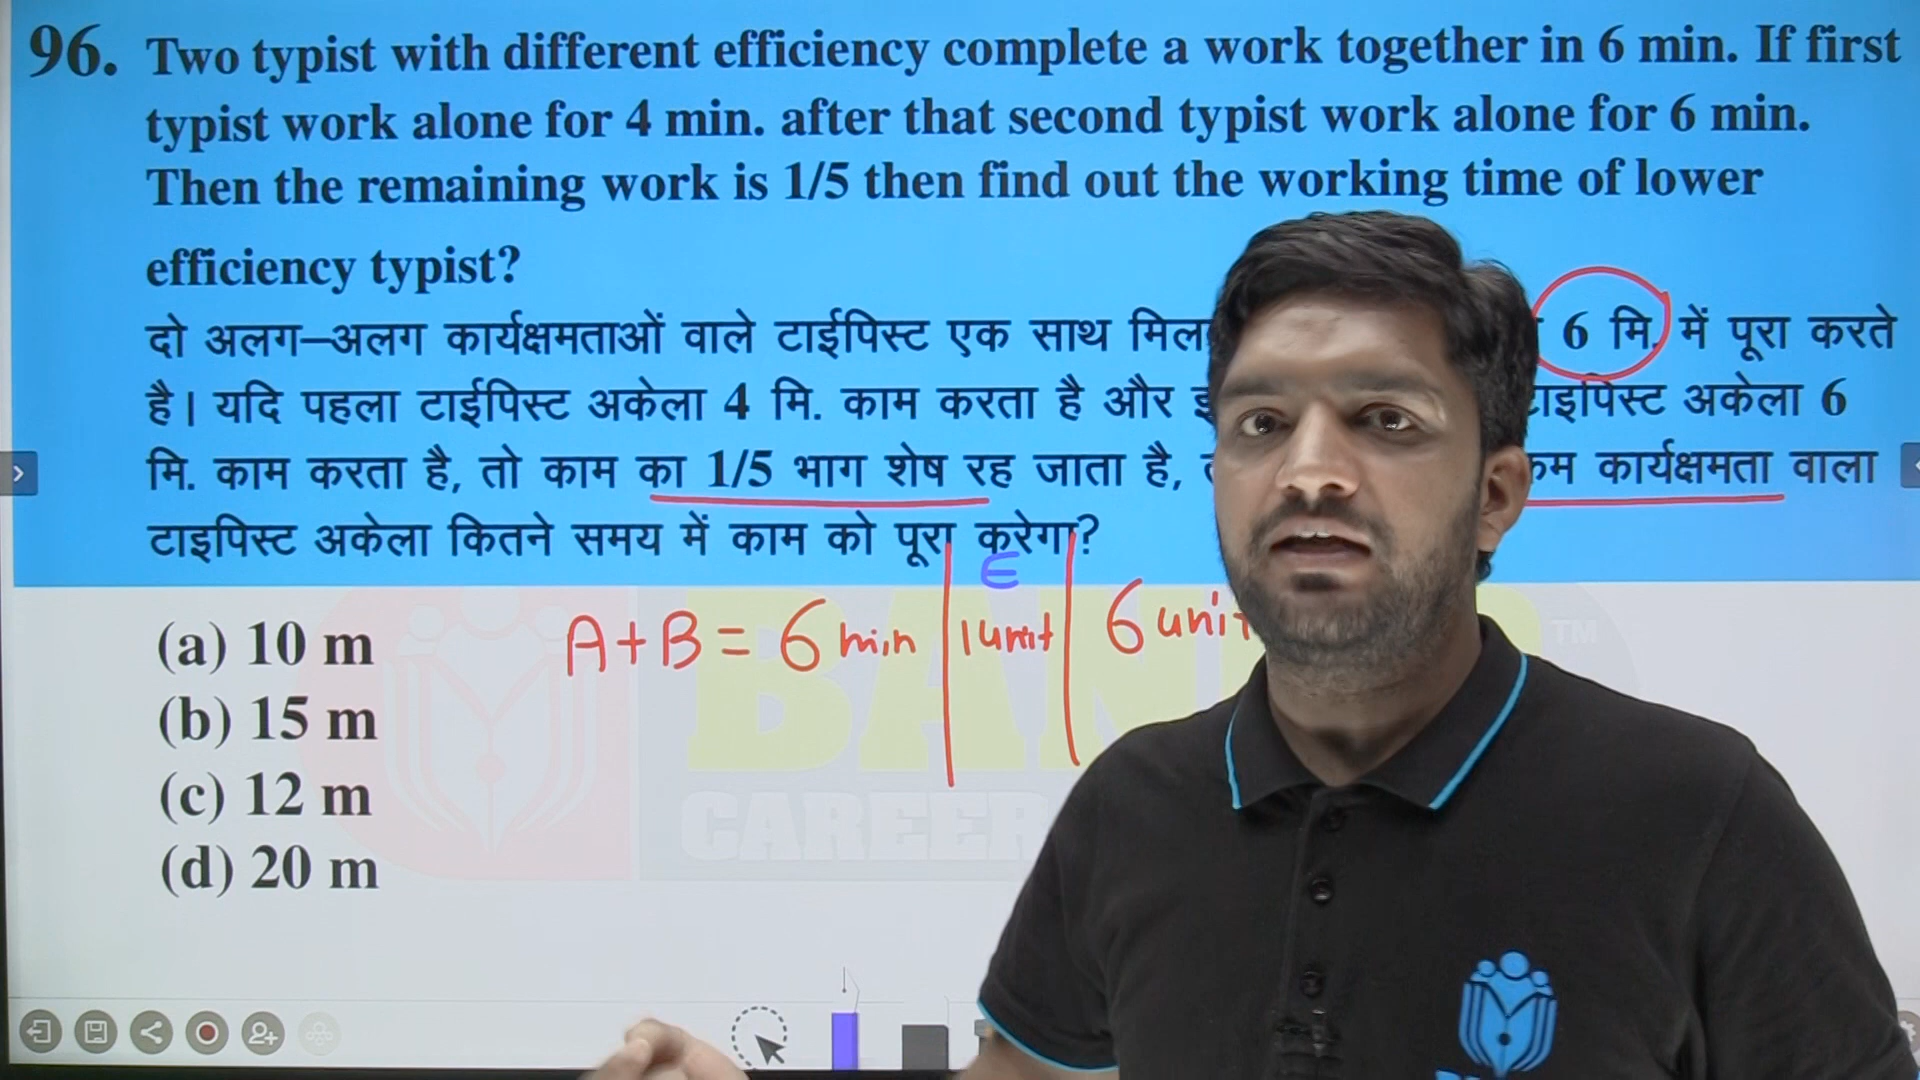 96. Two typist with different efficiency complete a work together in 6 min. If first
typist work alone for 4 min. after that second typist work alone for 6 min.
Then the remaining work is 1/5 then find out the working time of lower
efficiency typist?
दो अलग–अलग कार्यक्षमताओं वाले टाईपिस्ट एक साथ 6 मि. में पूरा करते
है। यदि पहला टाईपिस्ट अकेला 4 मि. काम करता है और टाइपिस्ट अकेला 6
मि. काम करता है, तो काम का 1/5 भाग शेष रह जाता है, कार्यक्षमता वाला
टाइपिस्ट अकेला कितने समय में काम को पूरा करेगा?
E
A+B = 6 min | 1 unit | 6 unit
(a) 10 m
(b) 15 m
(c) 12 m
(d) 20 m
CAREER
TM